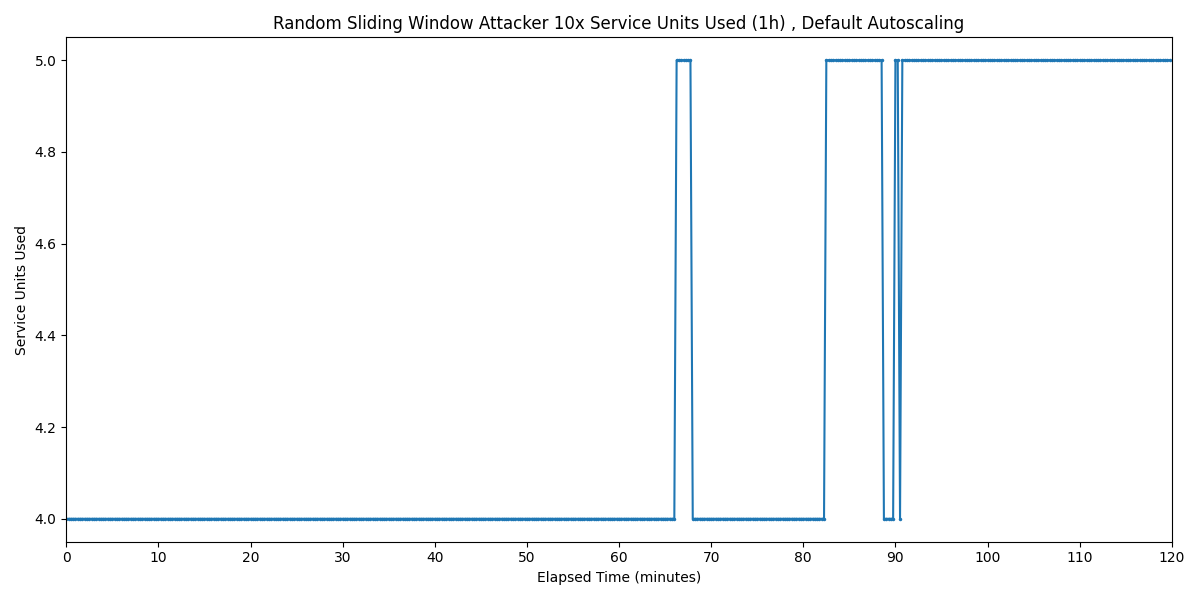 Random Sliding Window Attacker 10x Service Units Used (1h) , Default Autoscaling
5.0
4.8
4.6
4.4
4.2
4.0
Service Units Used
0 10 20 30 40 50 60 70 80 90 100 110 120
Elapsed Time (minutes)